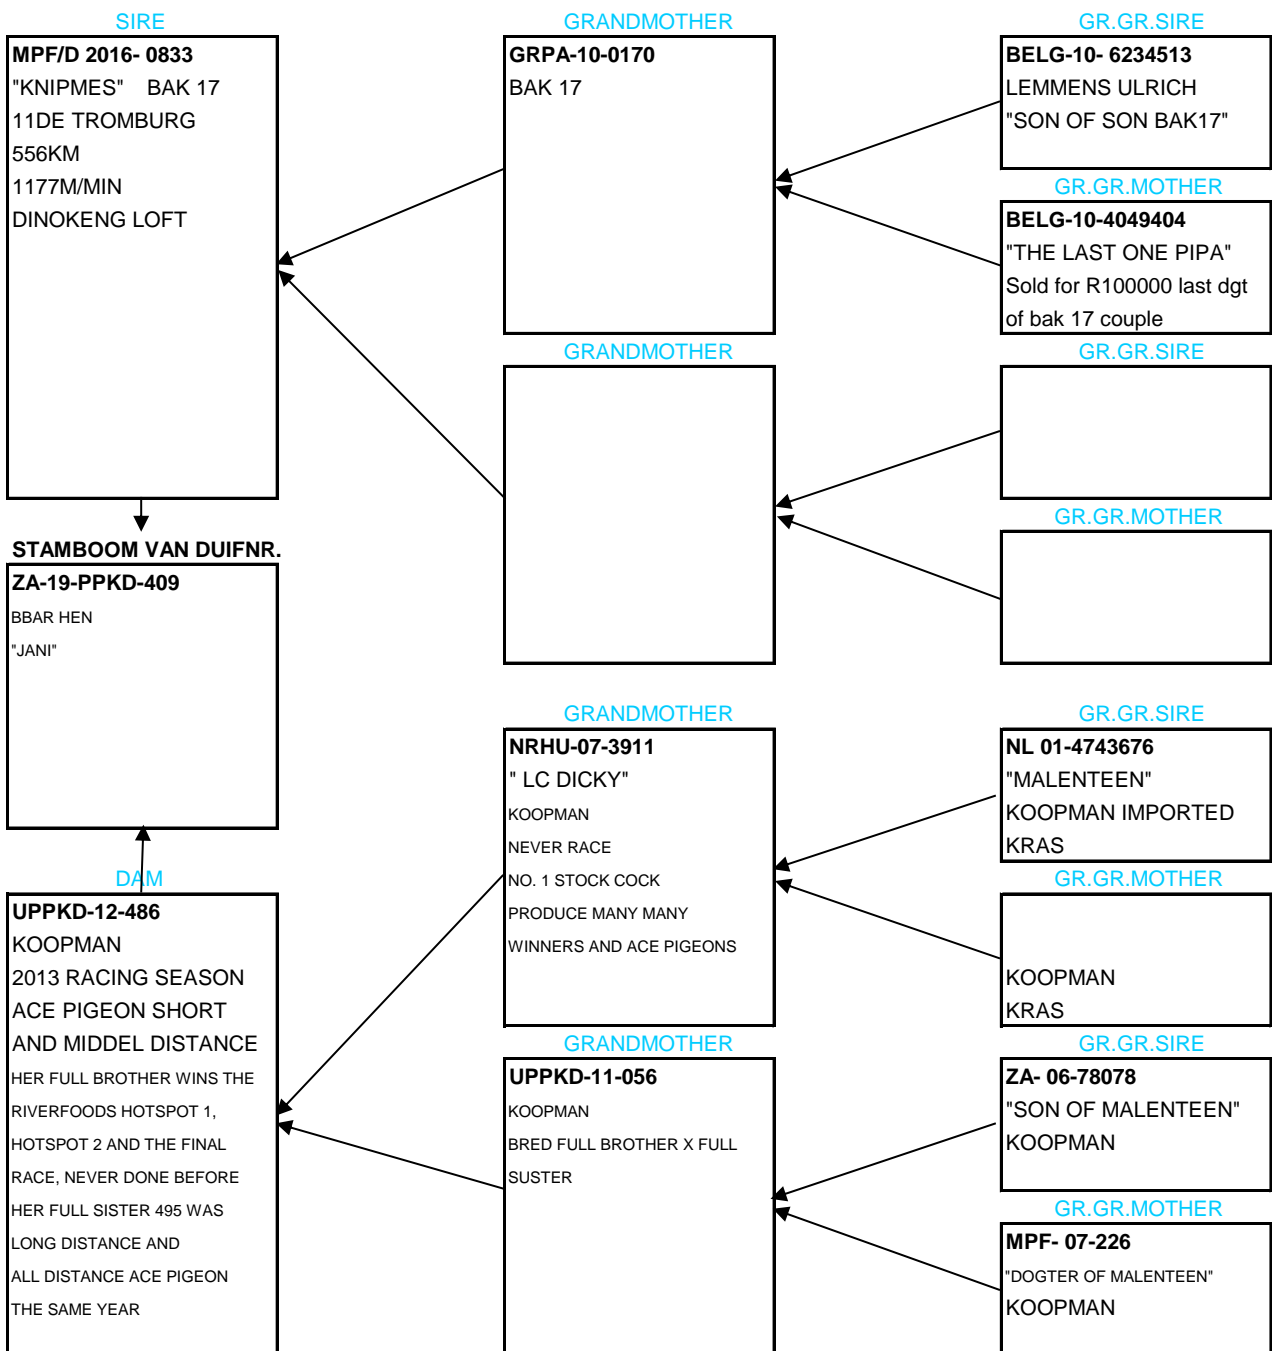 SIRE
MPF/D 2016- 0833
"KNIPMES" BAK 17
11DE TROMBURG
556KM
1177M/MIN
DINOKENG LOFT
STAMBOOM VAN DUIFNR.
ZA-19-PPKD-409
BBAR HEN
"JANI"
DAM
UPPKD-12-486
KOOPMAN
2013 RACING SEASON
ACE PIGEON SHORT
AND MIDDEL DISTANCE
HER FULL BROTHER WINS THE
RIVERFOODS HOTSPOT 1,
HOTSPOT 2 AND THE FINAL
RACE, NEVER DONE BEFORE
HER FULL SISTER 495 WAS
LONG DISTANCE AND
ALL DISTANCE ACE PIGEON
THE SAME YEAR
GRANDMOTHER
GRPA-10-0170
BAK 17
GRANDMOTHER
GRANDMOTHER
NRHU-07-3911
" LC DICKY"
KOOPMAN
NEVER RACE
NO. 1 STOCK COCK
PRODUCE MANY MANY
WINNERS AND ACE PIGEONS
GRANDMOTHER
UPPKD-11-056
KOOPMAN
BRED FULL BROTHER X FULL
SUSTER
GR.GR.SIRE
BELG-10- 6234513
LEMMENS ULRICH
"SON OF SON BAK17"
GR.GR.MOTHER
BELG-10-4049404
"THE LAST ONE PIPA"
Sold for R100000 last dgt
of bak 17 couple
GR.GR.SIRE
GR.GR.MOTHER
GR.GR.SIRE
NL 01-4743676
"MALENTEEN"
KOOPMAN IMPORTED
KRAS
GR.GR.MOTHER
KOOPMAN
KRAS
GR.GR.SIRE
ZA- 06-78078
"SON OF MALENTEEN"
KOOPMAN
GR.GR.MOTHER
MPF- 07-226
"DOGTER OF MALENTEEN"
KOOPMAN